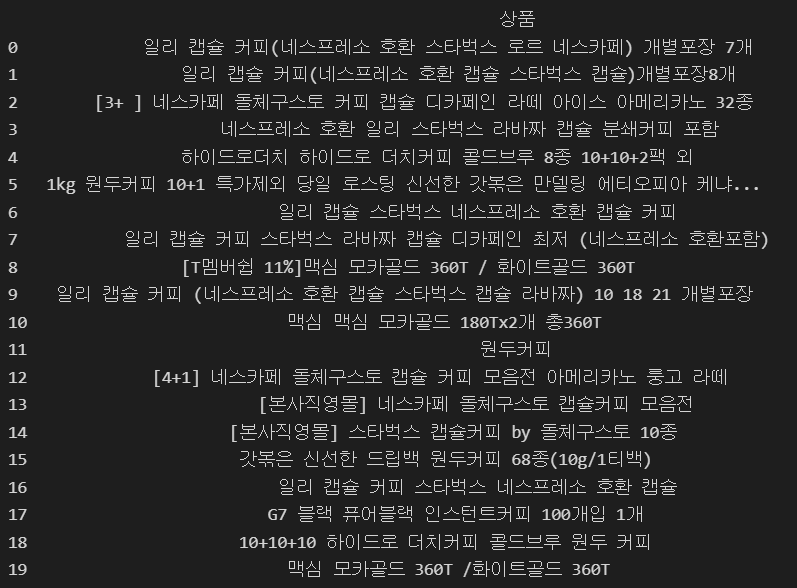 상품
0 일리 캡슐 커피(네스프레소 호환 스타벅스 로르 네스카페) 개별포장 7개
1 일리 캡슐 커피(네스프레소 호환 캡슐 스타벅스 캡슐)개별포장8개
2 [3+ ] 네스카페 돌체구스토 커피 캡슐 디카페인 라떼 아이스 아메리카노 32종
3 네스프레소 호환 일리 스타벅스 라바짜 캡슐 분쇄커피 포함
4 하이드로더치 하이드로 더치커피 콜드브루 8종 10+10+2팩 외
5 1kg 원두커피 10+1 특가제외 당일 로스팅 신선한 갓볶은 만델링 에티오피아 케냐...
6 일리 캡슐 스타벅스 네스프레소 호환 캡슐 커피
7 일리 캡슐 커피 스타벅스 라바짜 캡슐 디카페인 최저 (네스프레소 호환포함)
8 [T멤버쉽 11%]맥심 모카골드 360T / 화이트골드 360T
9 일리 캡슐 커피 (네스프레소 호환 캡슐 스타벅스 캡슐 라바짜) 10 18 21 개별포장
10 맥심 맥심 모카골드 180Tx2개 총360T
11 원두커피
12 [4+1] 네스카페 돌체구스토 캡슐 커피 모음전 아메리카노 룽고 라떼
13 [본사직영몰] 네스카페 돌체구스토 캡슐커피 모음전
14 [본사직영몰] 스타벅스 캡슐커피 by 돌체구스토 10종
15 갓볶은 신선한 드립백 원두커피 68종(10g/1티백)
16 일리 캡슐 커피 스타벅스 네스프레소 호환 캡슐
17 G7 블랙 퓨어블랙 인스턴트커피 100개입 1개
18 10+10+10 하이드로 더치커피 콜드브루 원두 커피
19 맥심 모카골드 360T /화이트골드 360T